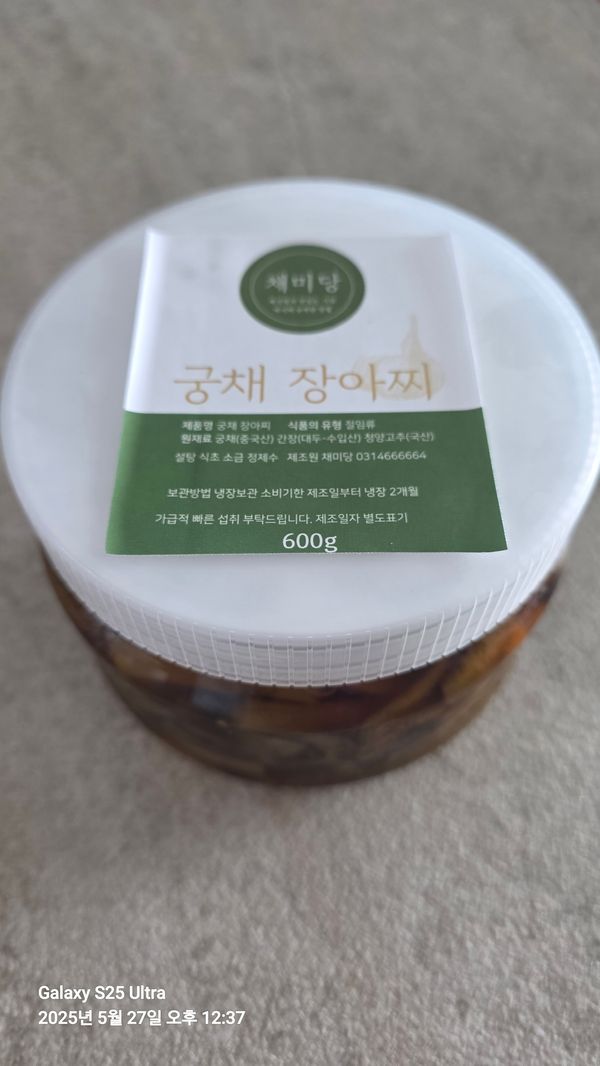 채미당
궁채 장아찌
제품명 궁채 장아찌 식품의 유형 절임류
원재료 궁채(중국산) 간장(대두-수입산) 청양고추(국산)
설탕 식초 소금 정제수 제조원 채미당 0314666664
보관방법 냉장보관 소비기한 제조일부터 냉장 2개월
가급적 빠른 섭취 부탁드립니다. 제조일자 별도표기
600g
Galaxy S25 Ultra
2025년 5월 27일 오후 12:37